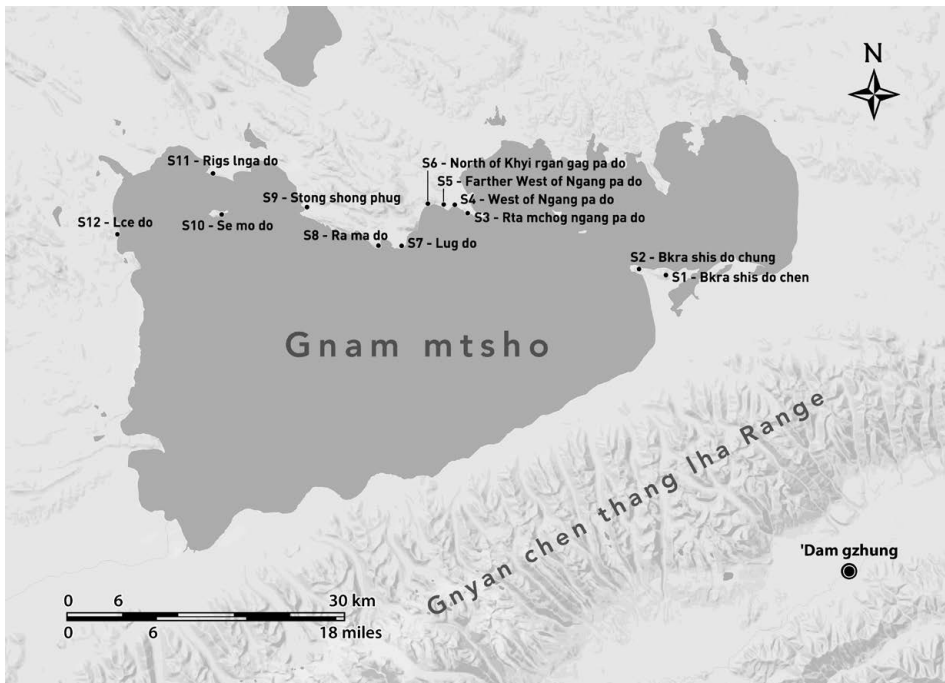 N
S6 - North of Khyi rgan gag pa do
S11 - Rigs lnga do
S5 - Farther West of Ngang pa do
S9 - Stong shong phug
S4 - West of Ngang pa do
S12 - Lce do
S10 - Se mo do
S3 - Rta mchog ngang pa do
S8 - Ra ma do
S7 - Lug do
S2 - Bkra shis do chung
S1 - Bkra shis do chen
Gnam mtsho
Gnyan chen thang lha Range
'Dam gzhung
0 6 30 km
0 6 18 miles